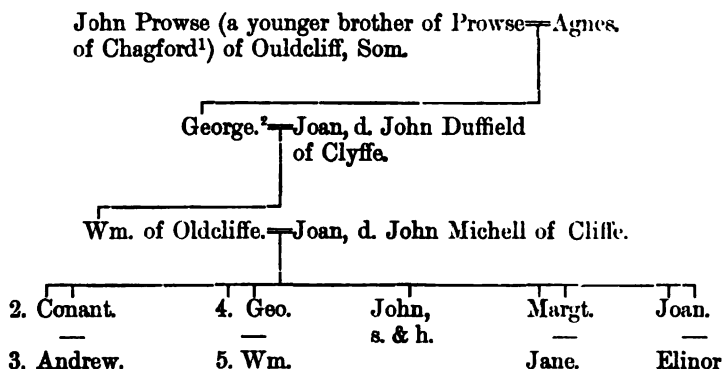 John Prowse (a younger brother of Prowse=Agnes.
of Chagford¹) of Ouldcliff, Som.
George.²=Joan, d. John Duffield
of Clyffe.
Wm. of Oldcliffe.=Joan, d. John Michell of Cliffe.
2. Conant. 4. Geo. John, Margt. Joan.
s. & h.
3. Andrew. 5. Wm. Jane. Elinor